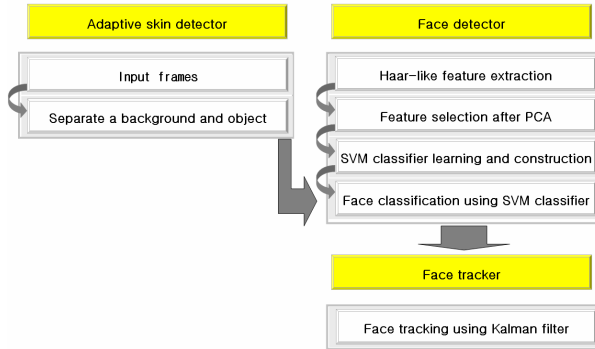 Adaptive skin detector
Input frames
Separate a background and object
Face detector
Haar-like feature extraction
Feature selection after PCA
SVM classifier learning and construction
Face classification using SVM classifier
Face tracker
Face tracking using Kalman filter